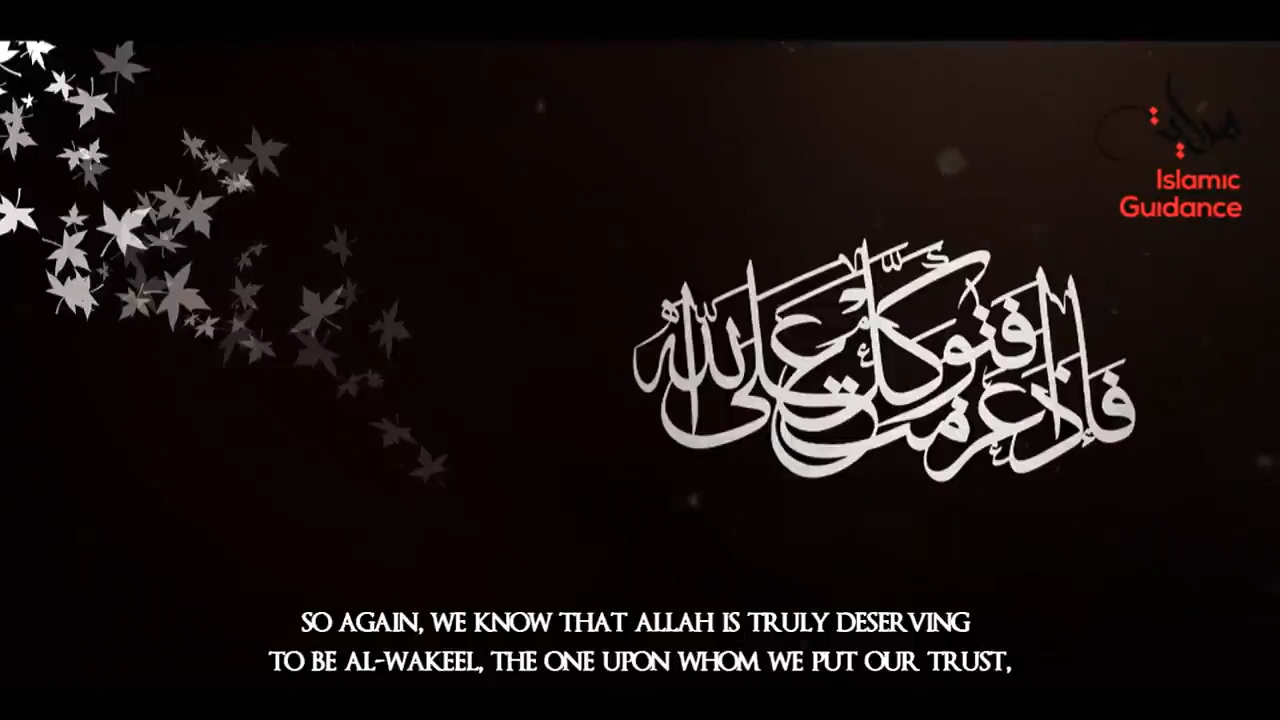 هداية
Islamic
Guidance
فإذا عزمت فتوكل على الله
SO AGAIN, WE KNOW THAT ALLAH IS TRULY DESERVING
TO BE AL-WAKEEL, THE ONE UPON WHOM WE PUT OUR TRUST,